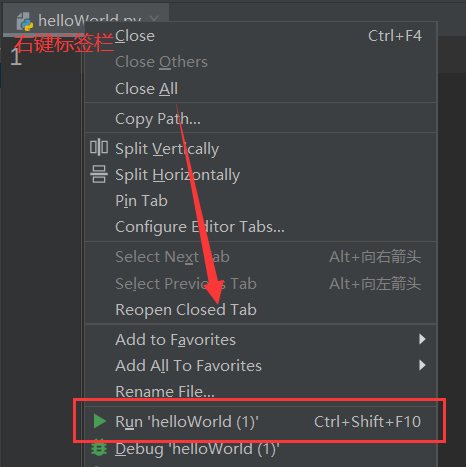 helloWorld.py
右键标签栏
1
Close Ctrl+F4
Close Others
Close All
Copy Path...
Split Vertically
Split Horizontally
Pin Tab
Configure Editor Tabs...
Select Next Tab Alt+向右箭头
Select Previous Tab Alt+向左箭头
Reopen Closed Tab
Add to Favorites
Add All To Favorites
Rename File...
Run 'helloWorld (1)' Ctrl+Shift+F10
Debug 'helloWorld (1)'